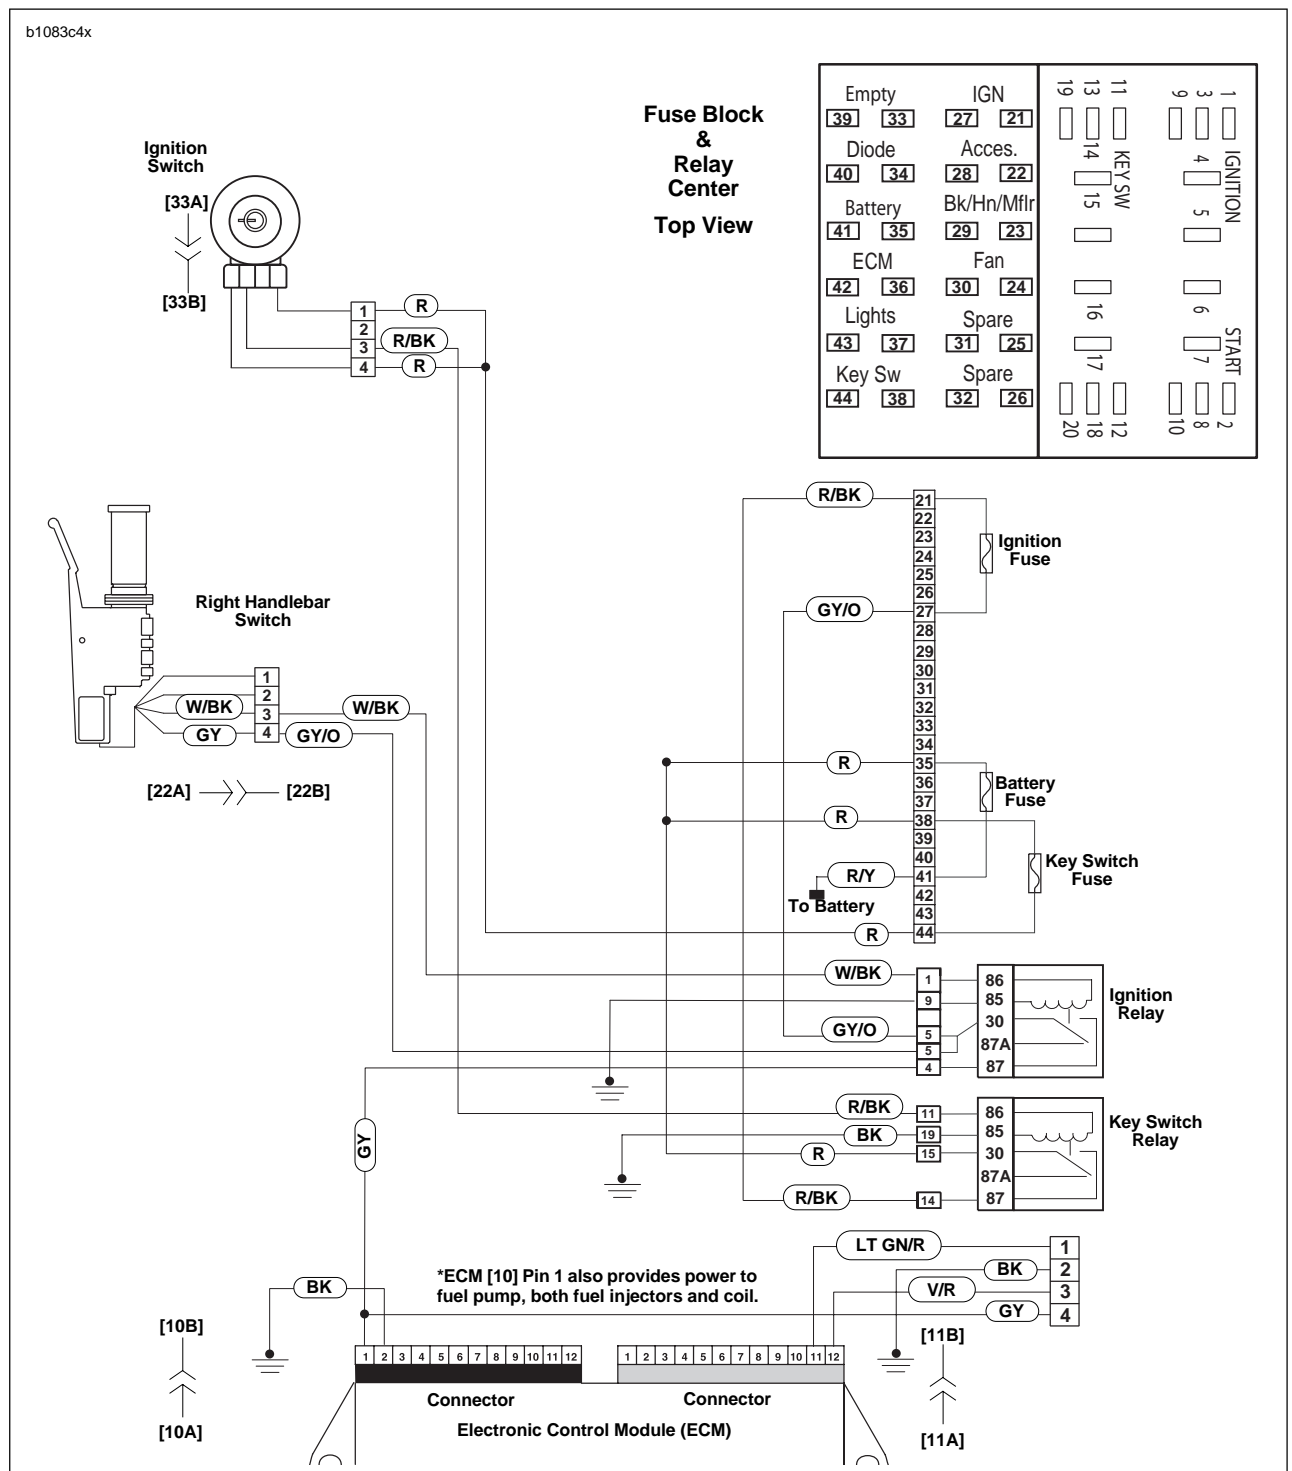 b1083c4x
Ignition
Switch
[33A]
[33B]
1
2
3
4
R
R/BK
R
Fuse Block
&
Relay
Center
Top View
Empty IGN
39 33 27 21
Diode Acces.
40 34 28 22
Battery Bk/Hn/Mflr
41 35 29 23
ECM Fan
42 36 30 24
Lights Spare
43 37 31 25
Key Sw Spare
44 38 32 26
19 13 11 9 3 1
14 KEY SW 4 IGNITION
15 5
16 6
17 7 START
20 18 12 10 8 2
Right Handlebar
Switch
1
2
W/BK 3 W/BK
GY 4 GY/O
[22A] [22B]
R/BK 21
22
23
24
25
26
GY/O 27
28
29
30
31
32
33
34
R 35
36
37
R 38
39
40
R/Y 41
42
43
R 44
Ignition
Fuse
Battery
Fuse
Key Switch
Fuse
To Battery
W/BK 1 86
9 85
30
GY/O 5
5 87A
4 87
Ignition
Relay
R/BK 11 86
BK 19 85
R 15 30
87A
R/BK 14 87
Key Switch
Relay
GY
LT GN/R 1
BK 2
V/R 3
GY 4
*ECM [10] Pin 1 also provides power to
fuel pump, both fuel injectors and coil.
BK
[10B]
[10A]
[11B]
[11A]
1 2 3 4 5 6 7 8 9 10 11 12
1 2 3 4 5 6 7 8 9 10 11 12
Connector Connector
Electronic Control Module (ECM)